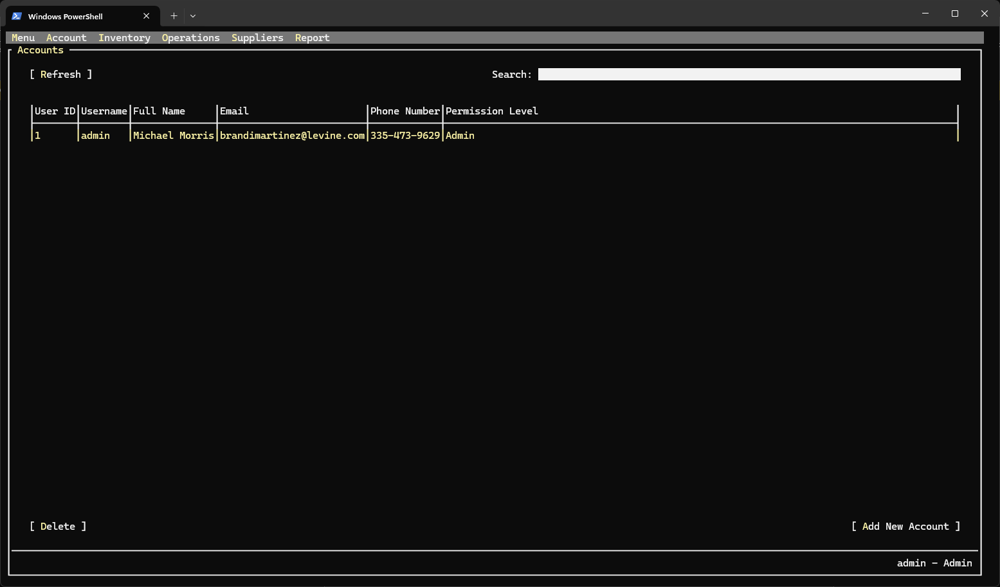 Windows PowerShell
Menu Account Inventory Operations Suppliers Report
Accounts
[ Refresh ] Search:
User ID Username Full Name Email Phone Number Permission Level
1 admin Michael Morris brandimartinez@levine.com 335-473-9629 Admin
[ Delete ] [ Add New Account ]
admin - Admin